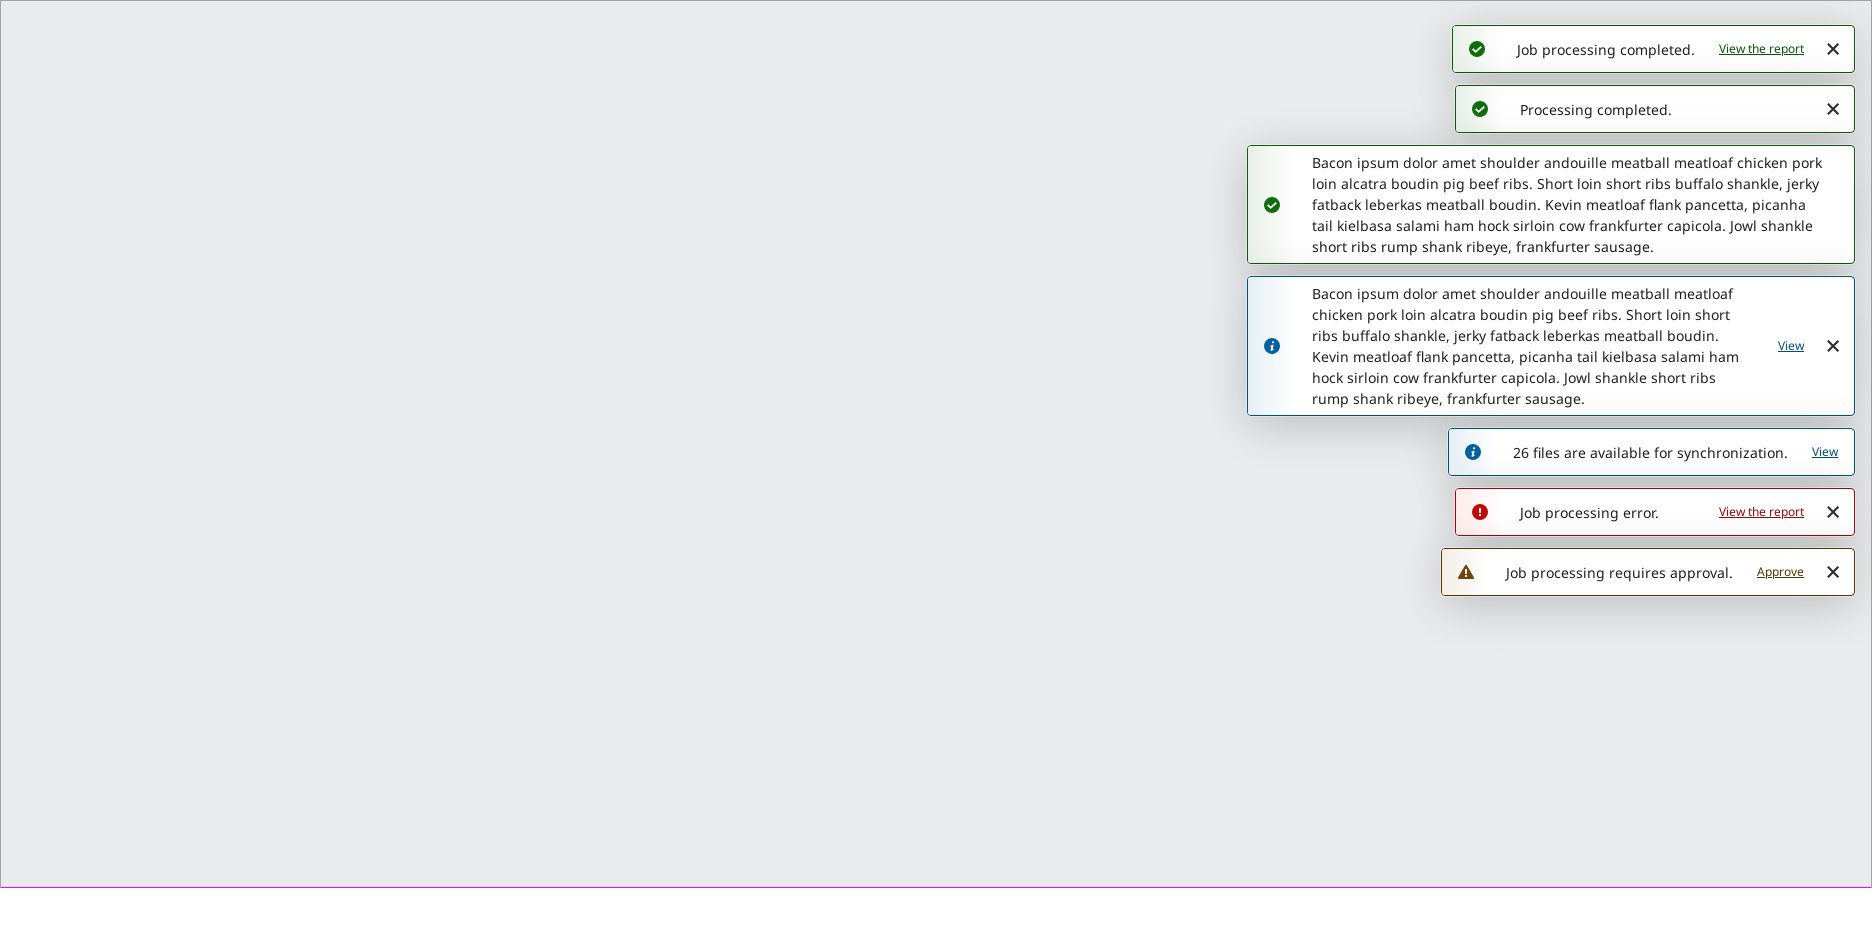 Job processing completed. View the report
Processing completed.
Bacon ipsum dolor amet shoulder andouille meatball meatloaf chicken pork
loin alcatra boudin pig beef ribs. Short loin short ribs buffalo shankle, jerky
fatback leberkas meatball boudin. Kevin meatloaf flank pancetta, picanha
tail kielbasa salami ham hock sirloin cow frankfurter capicola. Jowl shankle
short ribs rump shank ribeye, frankfurter sausage.
Bacon ipsum dolor amet shoulder andouille meatball meatloaf
chicken pork loin alcatra boudin pig beef ribs. Short loin short
ribs buffalo shankle, jerky fatback leberkas meatball boudin.
Kevin meatloaf flank pancetta, picanha tail kielbasa salami ham
hock sirloin cow frankfurter capicola. Jowl shankle short ribs
rump shank ribeye, frankfurter sausage.
View
26 files are available for synchronization. View
Job processing error. View the report
Job processing requires approval. Approve